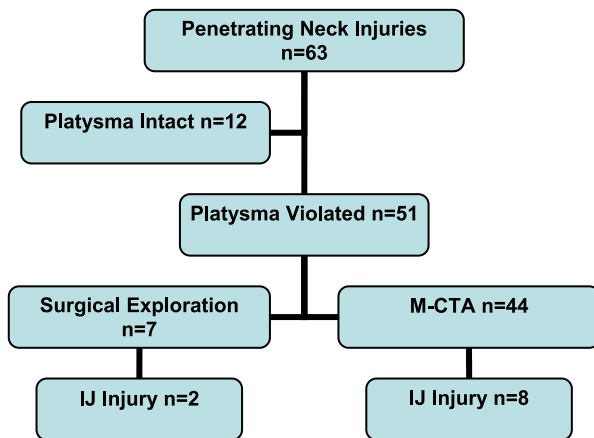 Penetrating Neck Injuries
n=63
Platysma Intact n=12
Platysma Violated n=51
Surgical Exploration
n=7
M-CTA n=44
IJ Injury n=2
IJ Injury n=8